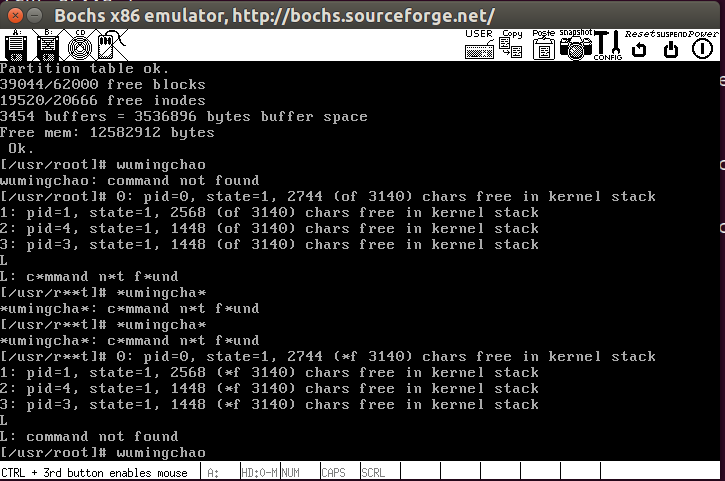 Bochs x86 emulator, http://bochs.sourceforge.net/
A: B: CD USER Copy Paste snapshot CONFIG Reset SUSPEND Power
Partition table ok.
39044/62000 free blocks
19520/20666 free inodes
3454 buffers = 3536896 bytes buffer space
Free mem: 12582912 bytes
Ok.
[/usr/root]# wumingchao
wumingchao: command not found
[/usr/root]# 0: pid=0, state=1, 2744 (of 3140) chars free in kernel stack
1: pid=1, state=1, 2568 (of 3140) chars free in kernel stack
2: pid=4, state=1, 1448 (of 3140) chars free in kernel stack
3: pid=3, state=1, 1448 (of 3140) chars free in kernel stack
L
L: c*mmand n*t f*und
[/usr/r**t]# *umingcha*
*umingcha*: c*mmand n*t f*und
[/usr/r**t]# *umingcha*
*umingcha*: c*mmand n*t f*und
[/usr/r**t]# 0: pid=0, state=1, 2744 (*f 3140) chars free in kernel stack
1: pid=1, state=1, 2568 (*f 3140) chars free in kernel stack
2: pid=4, state=1, 1448 (*f 3140) chars free in kernel stack
3: pid=3, state=1, 1448 (*f 3140) chars free in kernel stack
L
L: command not found
[/usr/root]# wumingchao
CTRL + 3rd button enables mouse A: HD:0-M NUM CAPS SCRL